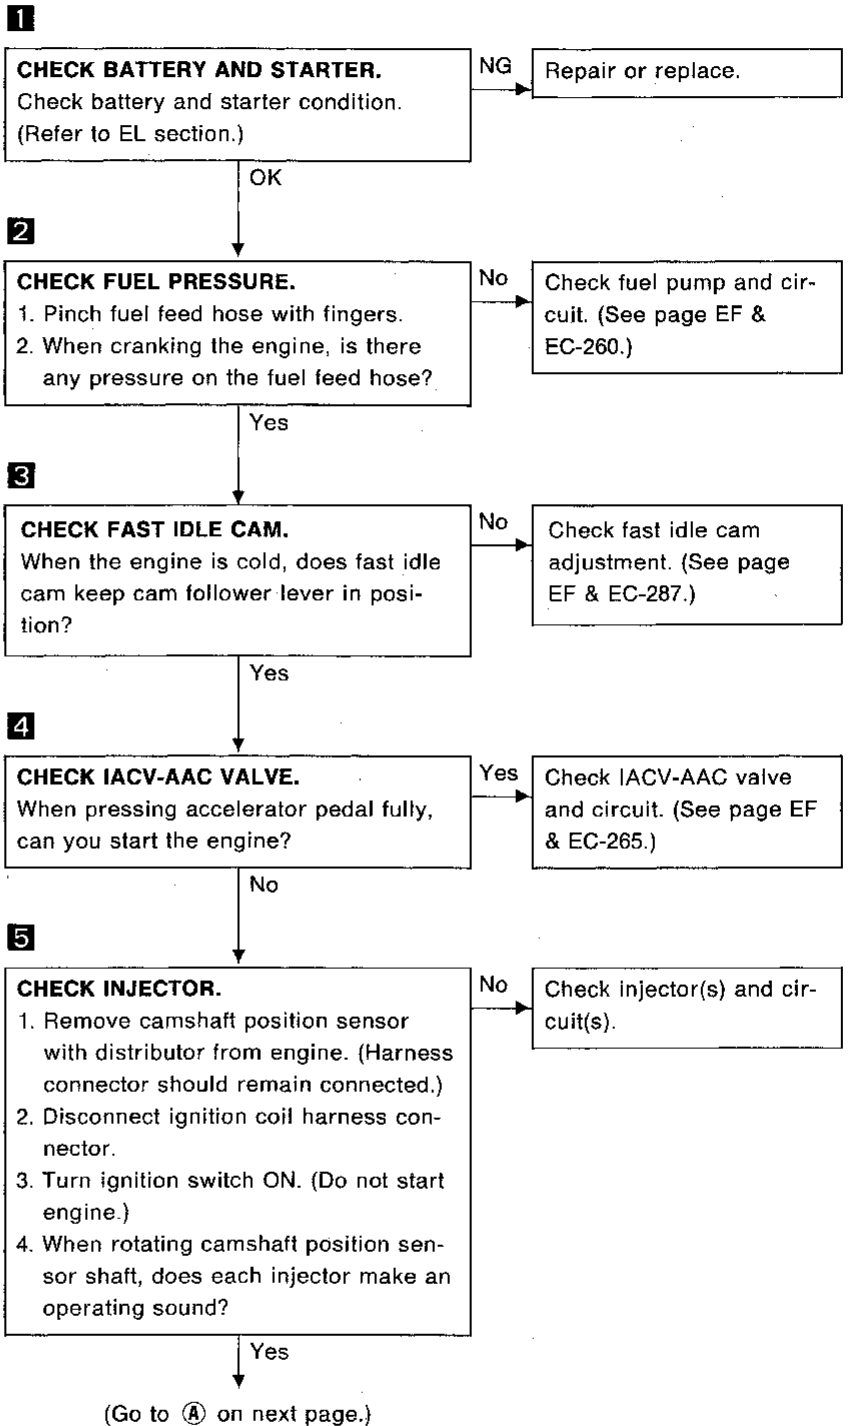 1
CHECK BATTERY AND STARTER.
Check battery and starter condition.
(Refer to EL section.)
NG
Repair or replace.
OK
2
CHECK FUEL PRESSURE.
1. Pinch fuel feed hose with fingers.
2. When cranking the engine, is there
any pressure on the fuel feed hose?
No
Check fuel pump and cir-
cuit. (See page EF &
EC-260.)
Yes
3
CHECK FAST IDLE CAM.
When the engine is cold, does fast idle
cam keep cam follower lever in posi-
tion?
No
Check fast idle cam
adjustment. (See page
EF & EC-287.)
Yes
4
CHECK IACV-AAC VALVE.
When pressing accelerator pedal fully,
can you start the engine?
Yes
Check IACV-AAC valve
and circuit. (See page EF
& EC-265.)
No
5
CHECK INJECTOR.
1. Remove camshaft position sensor
with distributor from engine. (Harness
connector should remain connected.)
2. Disconnect ignition coil harness con-
nector.
3. Turn ignition switch ON. (Do not start
engine.)
4. When rotating camshaft position sen-
sor shaft, does each injector make an
operating sound?
No
Check injector(s) and cir-
cuit(s).
Yes
(Go to Ⓐ on next page.)